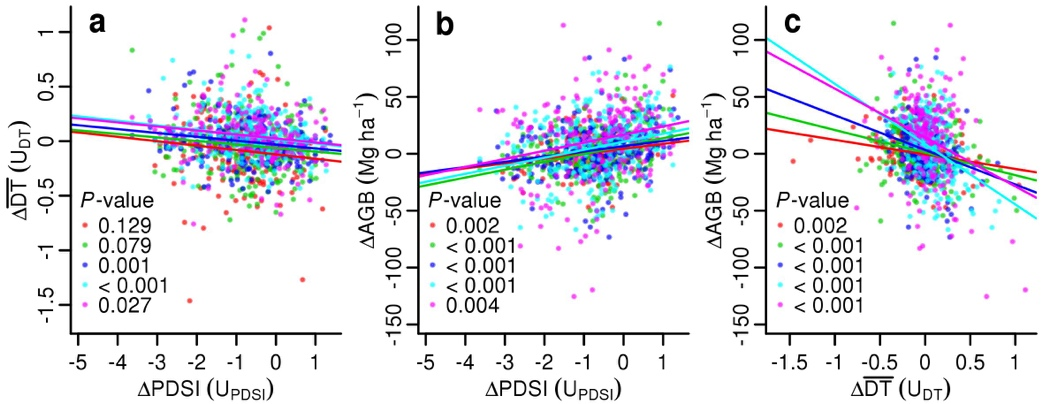 a
ΔD̅T̅ (U_DT)
1
0.5
0
-0.5
-1
-1.5
P-value
0.129
0.079
0.001
< 0.001
0.027
-5 -4 -3 -2 -1 0 1
ΔPDSI (U_PDSI)
b
ΔAGB (Mg ha⁻¹)
100
50
0
-50
-100
-150
P-value
0.002
< 0.001
< 0.001
< 0.001
0.004
-5 -4 -3 -2 -1 0 1
ΔPDSI (U_PDSI)
c
ΔAGB (Mg ha⁻¹)
100
50
0
-50
-100
-150
P-value
0.002
< 0.001
< 0.001
< 0.001
< 0.001
-1.5 -1 -0.5 0 0.5 1
ΔD̅T̅ (U_DT)